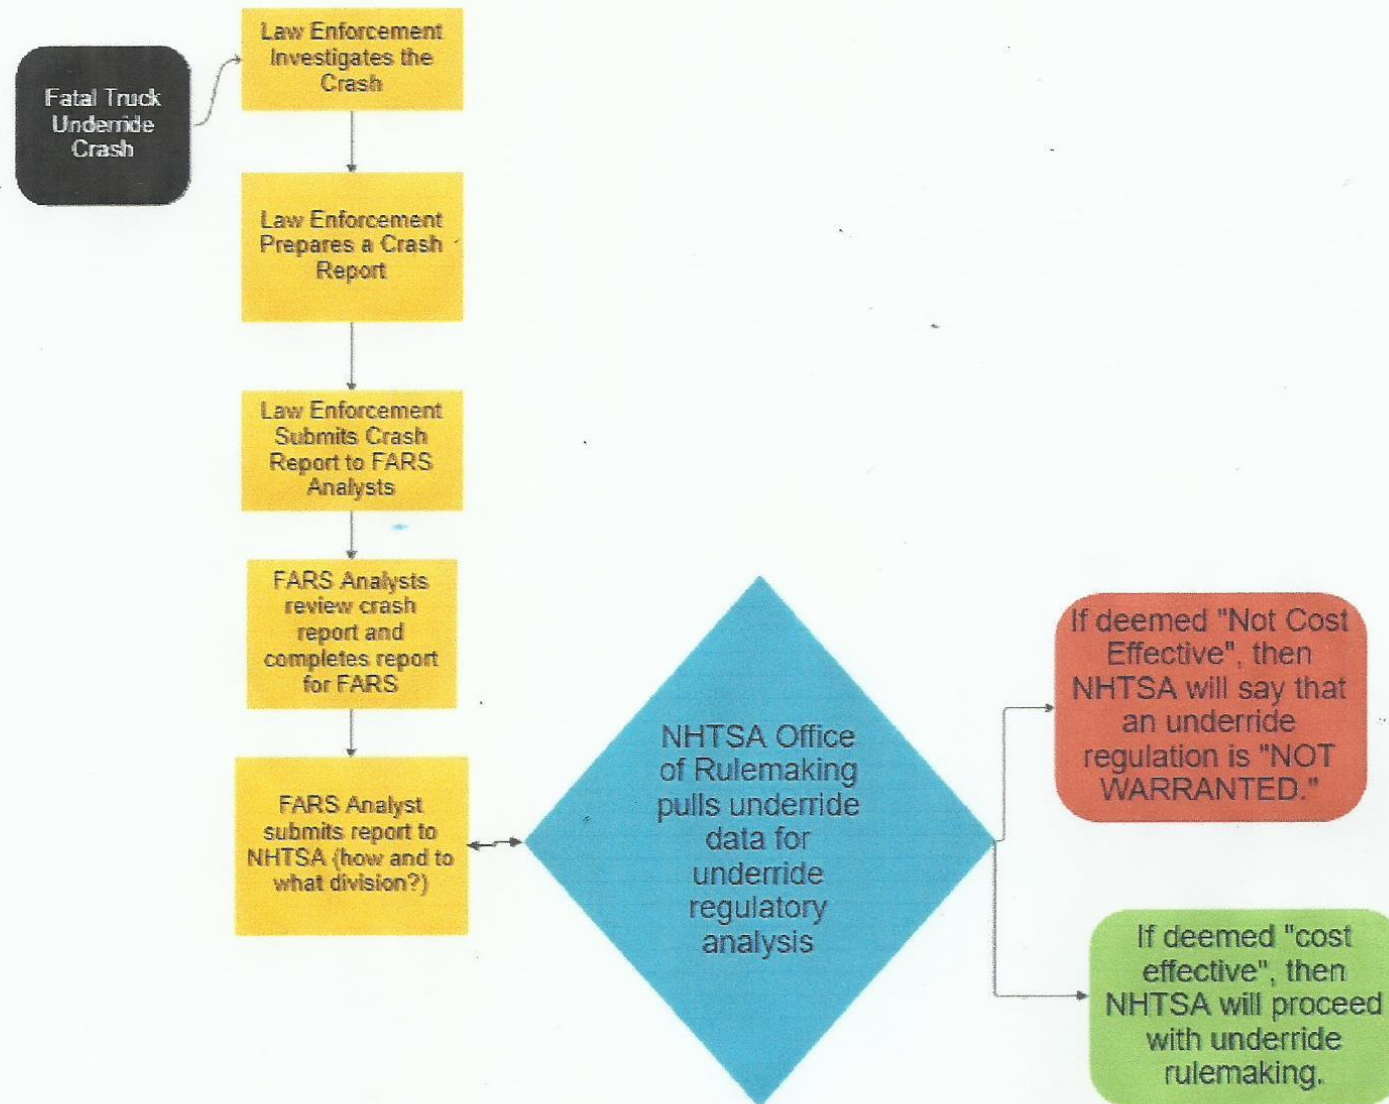 Fatal Truck
Underride
Crash
Law Enforcement
Investigates the
Crash
Law Enforcement
Prepares a Crash
Report
Law Enforcement
Submits Crash
Report to FARS
Analysts
FARS Analysts
review crash
report and
completes report
for FARS
FARS Analyst
submits report to
NHTSA (how and to
what division?)
NHTSA Office
of Rulemaking
pulls underride
data for
underride
regulatory
analysis
If deemed "Not Cost
Effective", then
NHTSA will say that
an underride
regulation is "NOT
WARRANTED."
If deemed "cost
effective", then
NHTSA will proceed
with underride
rulemaking.